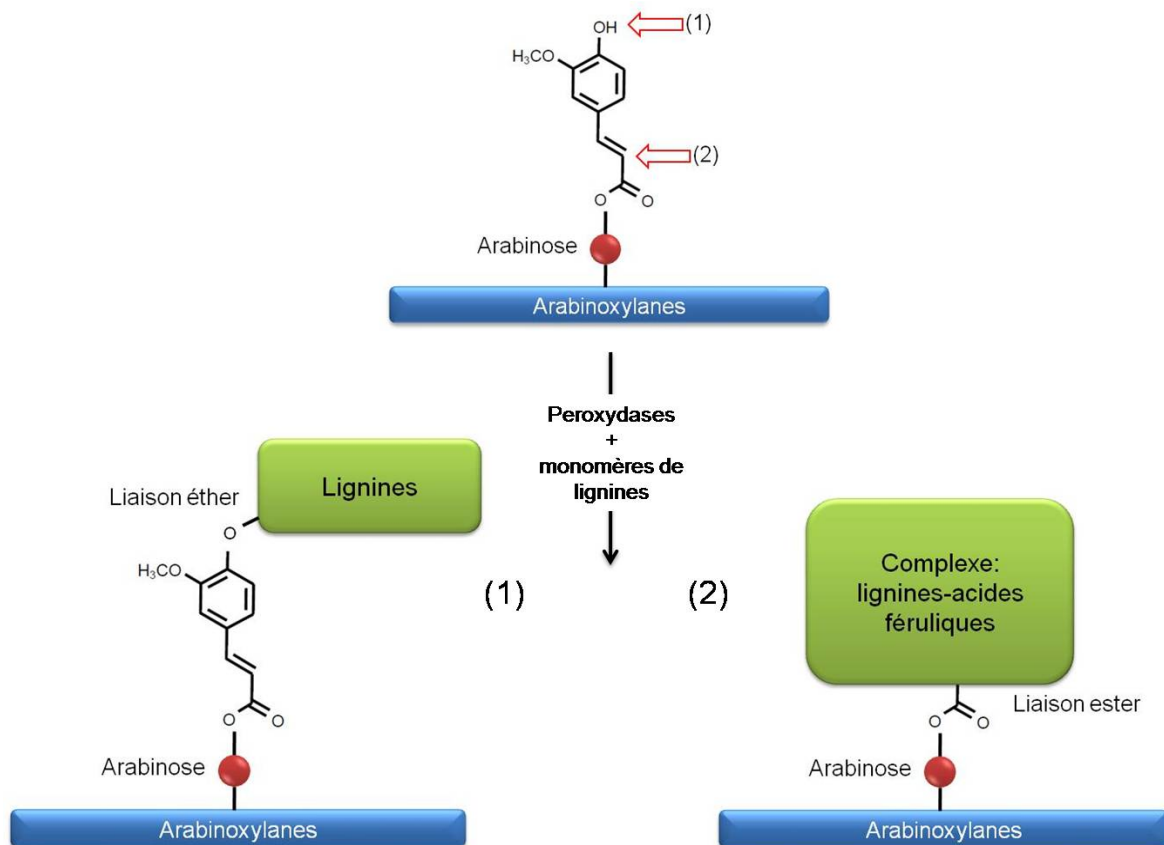 OH
(1)
H₃CO
(2)
O
O
Arabinose
Arabinoxylanes
Peroxydases
+
monomères de
lignines
Liaison éther
Lignines
O
H₃CO
(1)
O
O
Arabinose
Arabinoxylanes
(2)
Complexe:
lignines-acides
féruliques
Liaison ester
O
O
Arabinose
Arabinoxylanes